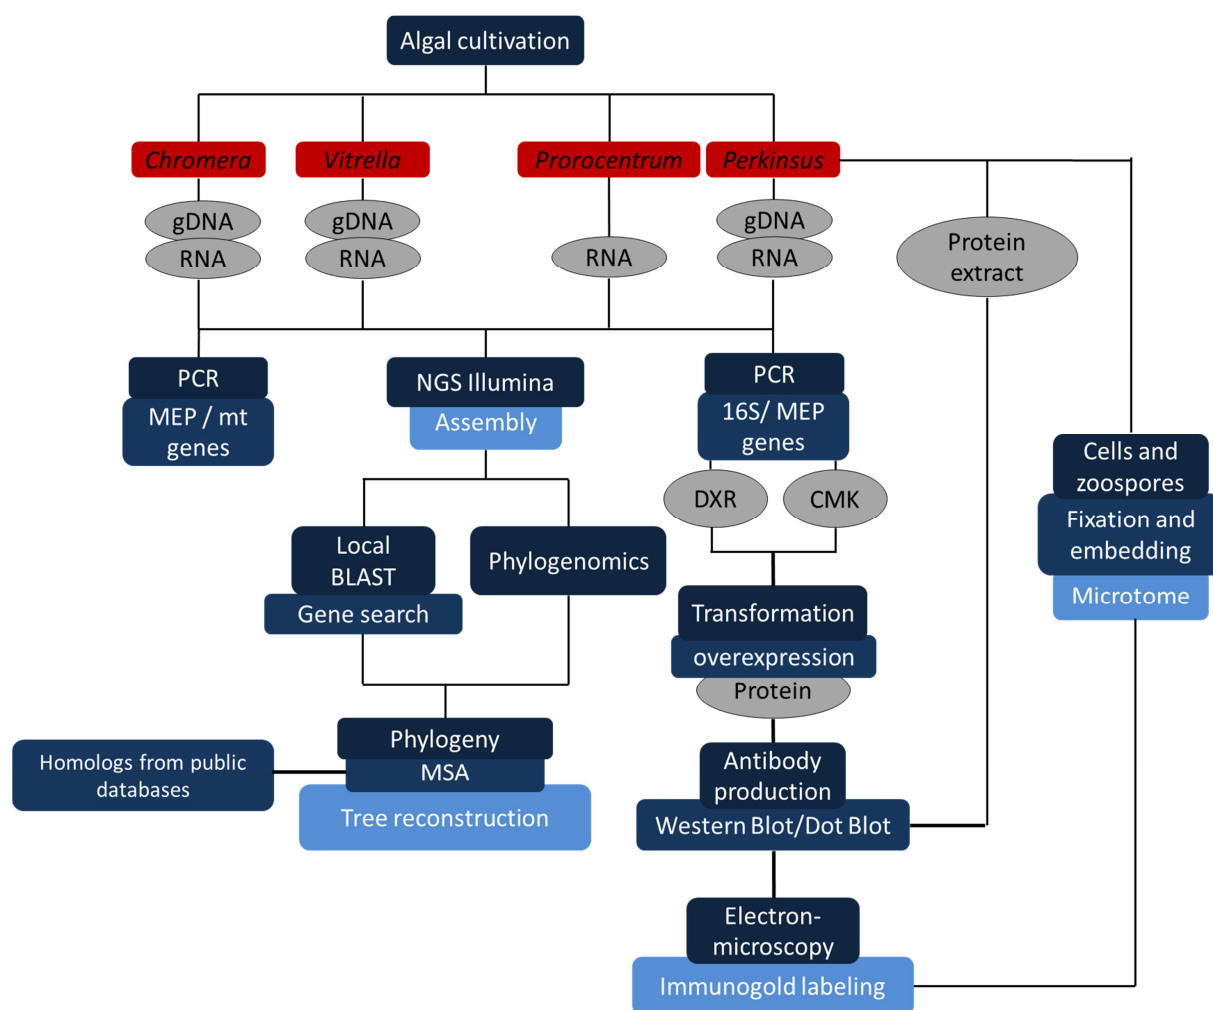 Algal cultivation
Chromera
Vitrella
Prorocentrum
Perkinsus
gDNA
RNA
gDNA
RNA
RNA
gDNA
RNA
Protein
extract
PCR
MEP / mt
genes
NGS Illumina
Assembly
PCR
16S/ MEP
genes
DXR
CMK
Cells and
zoospores
Fixation and
embedding
Microtome
Local
BLAST
Gene search
Phylogenomics
Transformation
overexpression
Protein
Phylogeny
MSA
Tree reconstruction
Homologs from public
databases
Antibody
production
Western Blot/Dot Blot
Electron-
microscopy
Immunogold labeling